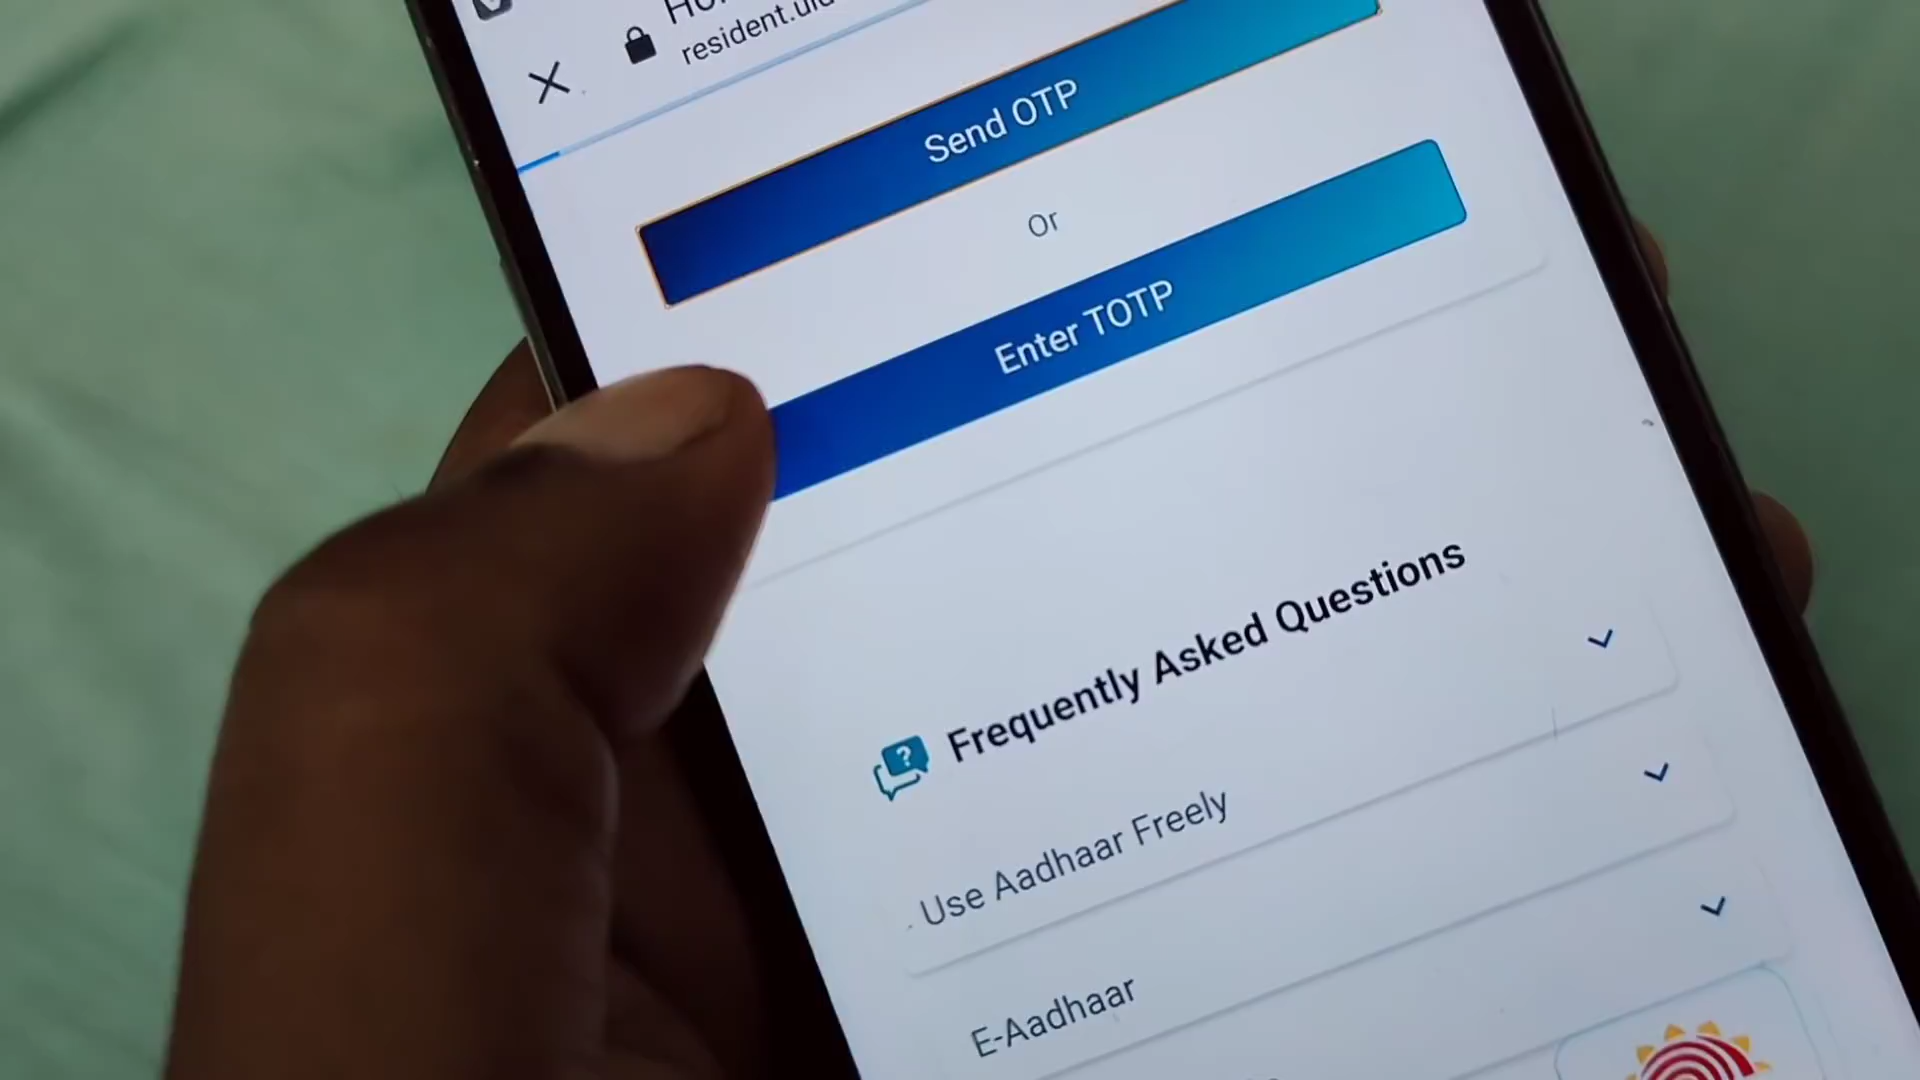 resident.uid
Send OTP
Or
Enter TOTP
Frequently Asked Questions
Use Aadhaar Freely
E-Aadhaar